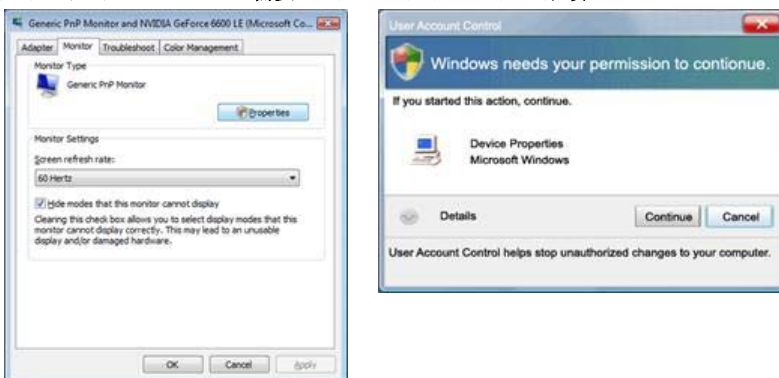 Generic PnP Monitor and NVIDIA GeForce 6600 LE (Microsoft Co...
Adapter Monitor Troubleshoot Color Management
Monitor Type
Generic PnP Monitor
Properties
Monitor Settings
Screen refresh rate:
60 Hertz
Hide modes that this monitor cannot display
Clearing this check box allows you to select display modes that this
monitor cannot display correctly. This may lead to an unusable
display and/or damaged hardware.
OK Cancel Apply
User Account Control
Windows needs your permission to contionue.
If you started this action, continue.
Device Properties
Microsoft Windows
Details Continue Cancel
User Account Control helps stop unauthorized changes to your computer.